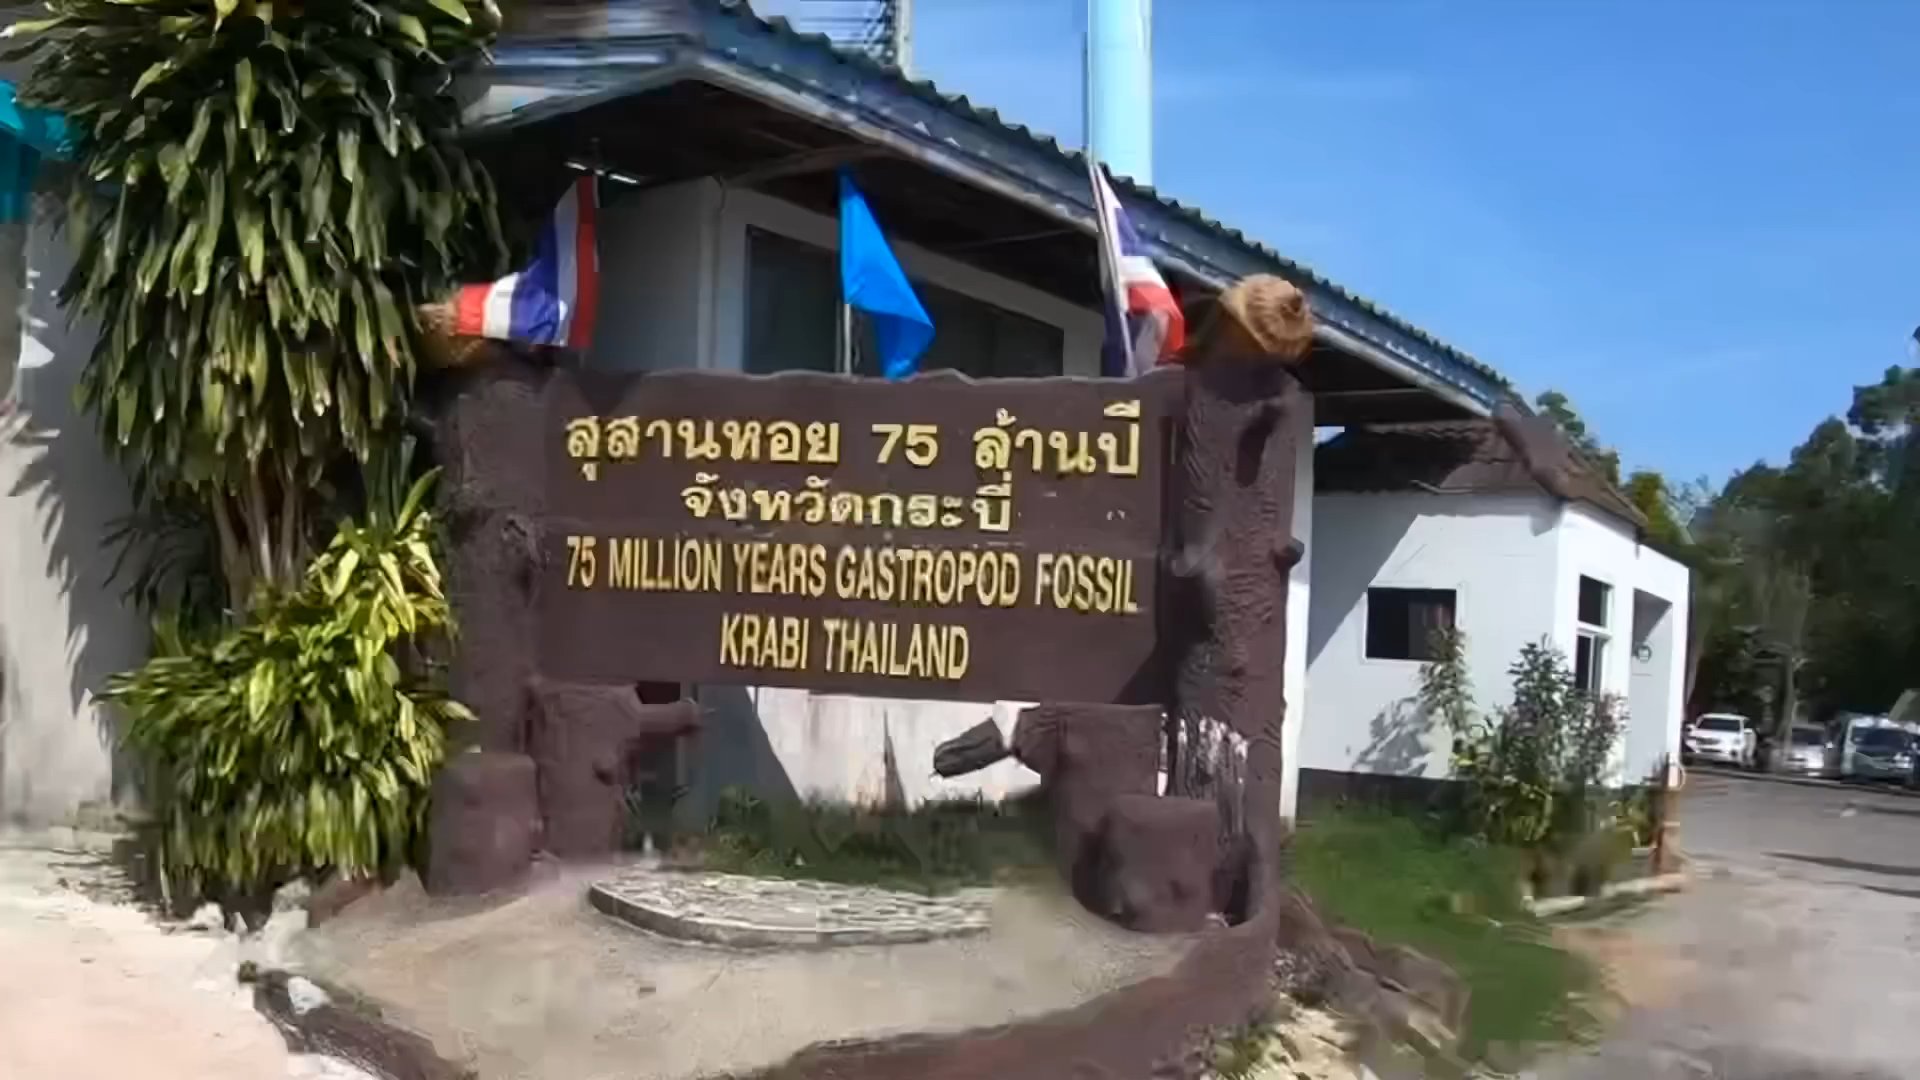 สุสานหอย 75 ล้านปี
จังหวัดกระบี่
75 MILLION YEARS GASTROPOD FOSSIL
KRABI THAILAND